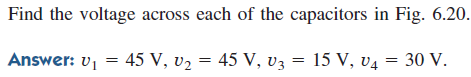 Find the voltage across each of the capacitors in Fig. 6.20.
Answer: v₁ = 45 V, v₂ = 45 V, v₃ = 15 V, v₄ = 30 V.